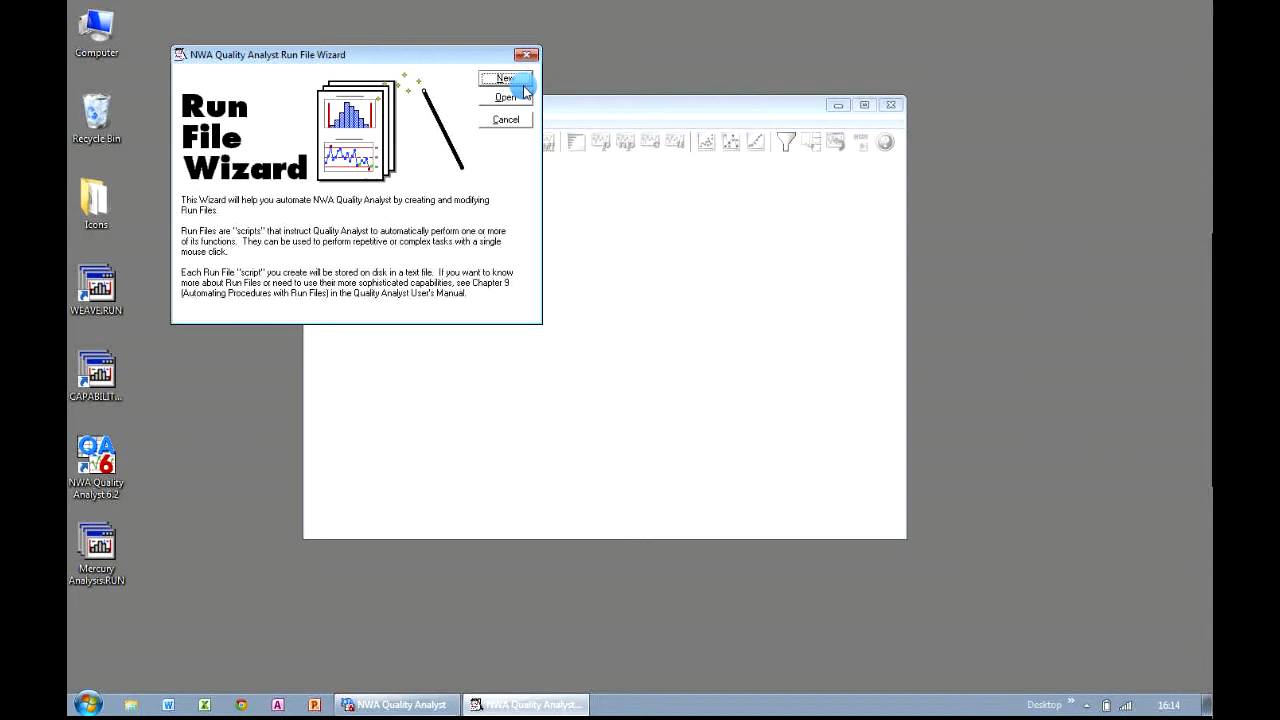 Computer
Recycle Bin
Icons
WEAVE.RUN
CAPABILIT...
QA
6
NWA Quality
Analyst 6.2
Mercury
Analysis.RUN
NWA Quality Analyst Run File Wizard
Run
File
Wizard
New
Open
Cancel
This Wizard will help you automate NWA Quality Analyst by creating and modifying
Run Files.
Run Files are "scripts" that instruct Quality Analyst to automatically perform one or more
of its functions. They can be used to perform repetitive or complex tasks with a single
mouse click.
Each Run File "script" you create will be stored on disk in a text file. If you want to know
more about Run Files or need to use their more sophisticated capabilities, see Chapter 9
(Automating Procedures with Run Files) in the Quality Analyst User's Manual.
NWA Quality Analyst
NWA Quality Analyst...
Desktop
16:14